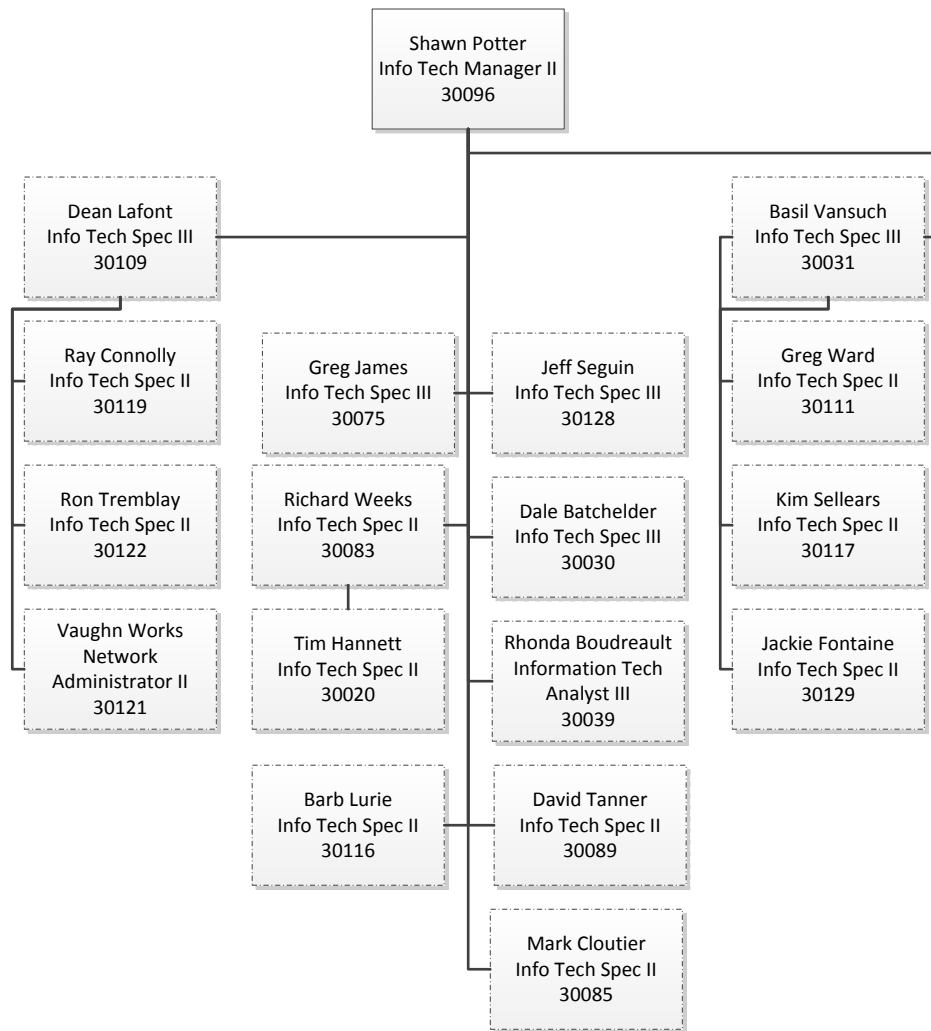 Shawn Potter
Info Tech Manager II
30096
Dean Lafont
Info Tech Spec III
30109
Basil Vansuch
Info Tech Spec III
30031
Ray Connolly
Info Tech Spec II
30119
Greg James
Info Tech Spec III
30075
Jeff Seguin
Info Tech Spec III
30128
Greg Ward
Info Tech Spec II
30111
Ron Tremblay
Info Tech Spec II
30122
Richard Weeks
Info Tech Spec II
30083
Dale Batchelder
Info Tech Spec III
30030
Kim Sellears
Info Tech Spec II
30117
Vaughn Works
Network
Administrator II
30121
Tim Hannett
Info Tech Spec II
30020
Rhonda Boudreault
Information Tech
Analyst III
30039
Jackie Fontaine
Info Tech Spec II
30129
Barb Lurie
Info Tech Spec II
30116
David Tanner
Info Tech Spec II
30089
Mark Cloutier
Info Tech Spec II
30085